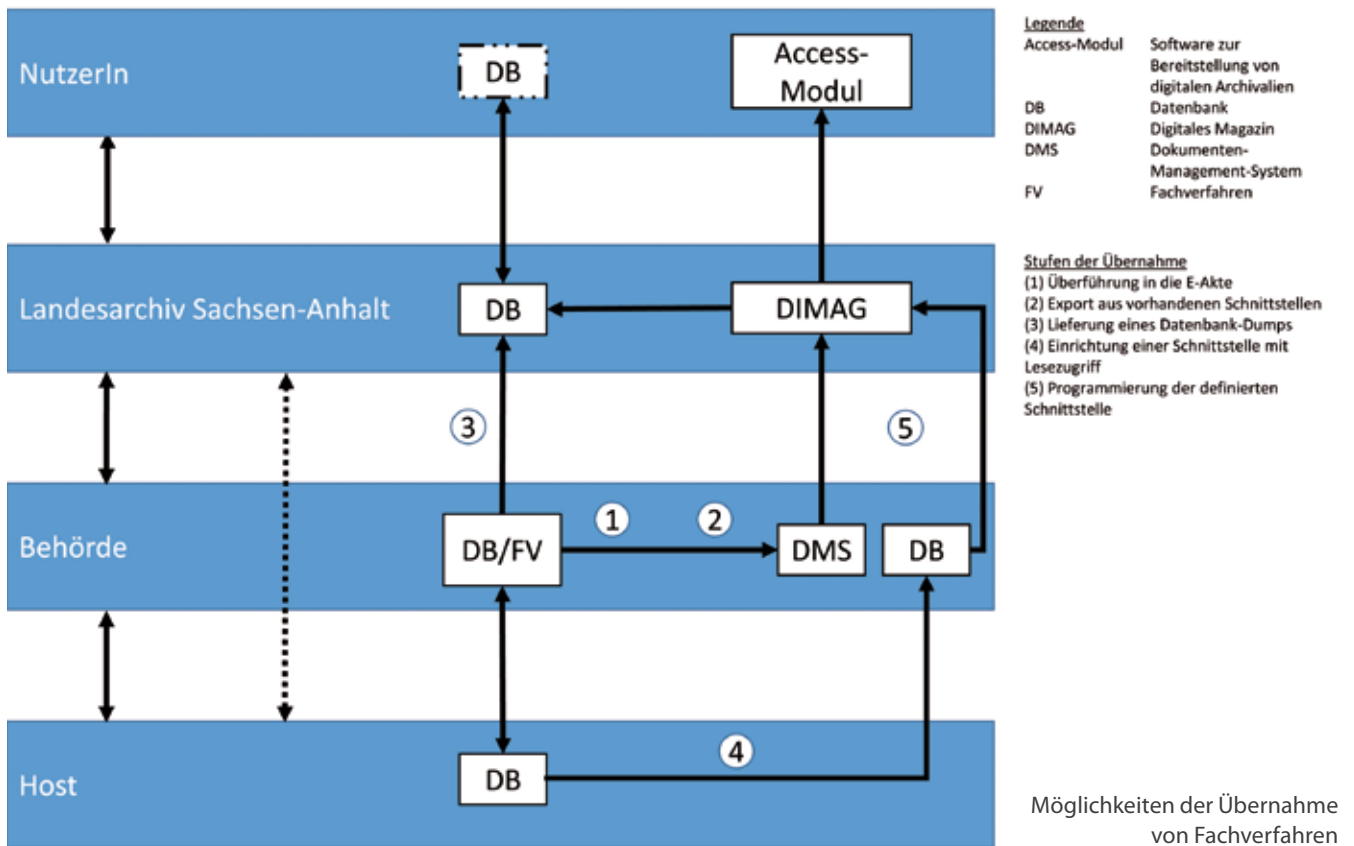 NutzerIn
DB
Access-
Modul
Landesarchiv Sachsen-Anhalt
DB
DIMAG
3
5
Behörde
DB/FV
1
2
DMS
DB
Host
DB
4
Legende
Access-Modul Software zur
Bereitstellung von
digitalen Archivalien
DB Datenbank
DIMAG Digitales Magazin
DMS Dokumenten-
Management-System
FV Fachverfahren
Stufen der Übernahme
(1) Überführung in die E-Akte
(2) Export aus vorhandenen Schnittstellen
(3) Lieferung eines Datenbank-Dumps
(4) Einrichtung einer Schnittstelle mit
Lesezugriff
(5) Programmierung der definierten
Schnittstelle
Möglichkeiten der Übernahme
von Fachverfahren